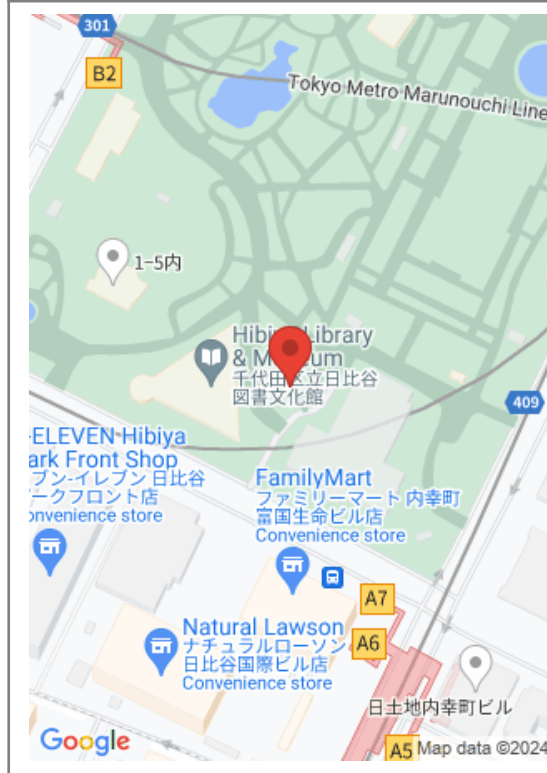 301
B2
Tokyo Metro Marunouchi Line
1-5内
Hibiya Library
& Museum
千代田区立日比谷
図書文化館
409
-ELEVEN Hibiya
ark Front Shop
ブン-イレブン 日比谷
ークフロント店
onvenience store
FamilyMart
ファミリーマート 内幸町
富国生命ビル店
Convenience store
A7
Natural Lawson
ナチュラルローソン
日比谷国際ビル店
Convenience store
A6
日土地内幸町ビル
Google
A5
Map data ©2024